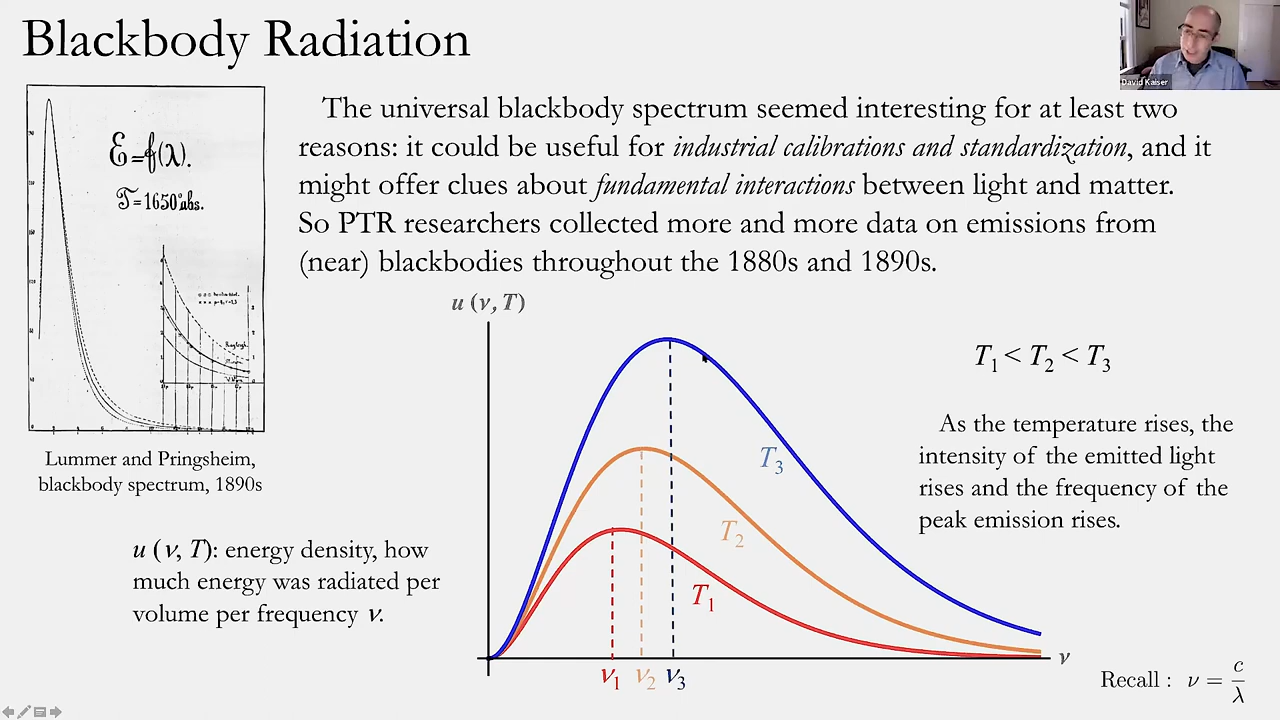 Blackbody Radiation
David Kaiser
The universal blackbody spectrum seemed interesting for at least two
reasons: it could be useful for industrial calibrations and standardization, and it
might offer clues about fundamental interactions between light and matter.
So PTR researchers collected more and more data on emissions from
(near) blackbodies throughout the 1880s and 1890s.
Ɛ=f(λ).
T=1650°abs.
Lummer and Pringsheim,
blackbody spectrum, 1890s
u (ν, T): energy density, how
much energy was radiated per
volume per frequency ν.
u (ν, T)
T₃
T₂
T₁
ν₁ ν₂ ν₃
ν
T₁ < T₂ < T₃
As the temperature rises, the
intensity of the emitted light
rises and the frequency of the
peak emission rises.
Recall : ν = c/λ